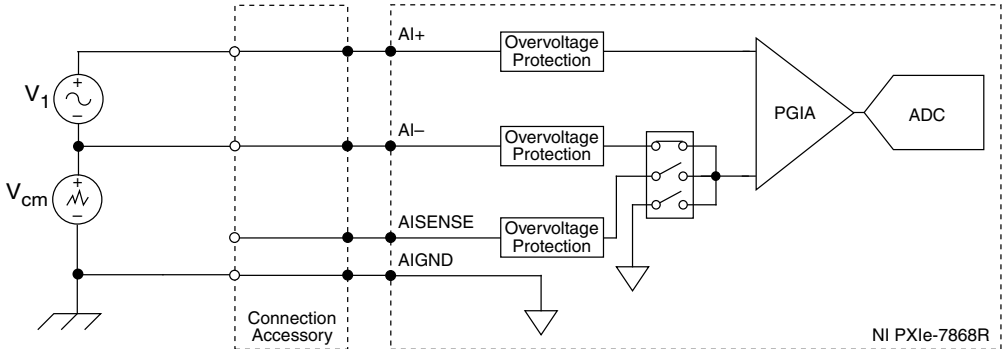 AI+
Overvoltage
Protection
+
V1
−
PGIA
ADC
AI−
Overvoltage
Protection
+
Vcm
−
AISENSE
Overvoltage
Protection
AIGND
Connection
Accessory
NI PXIe-7868R